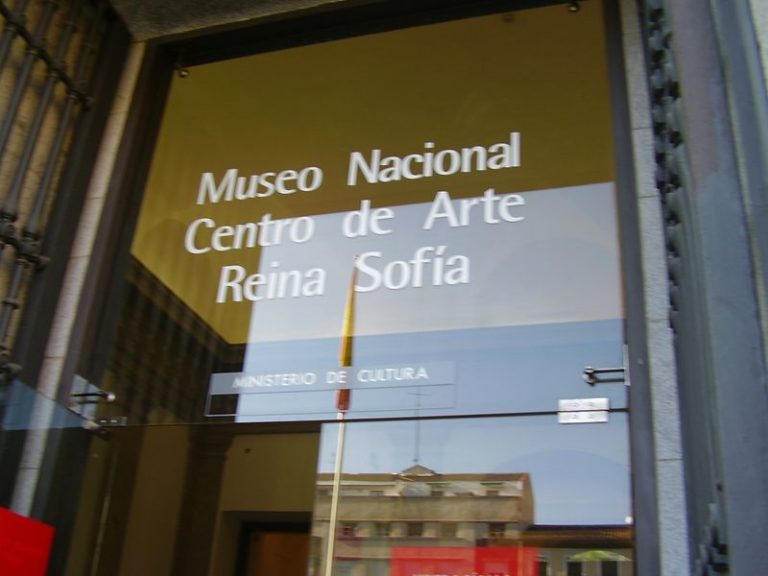 Museo Nacional
Centro de Arte
Reina Sofía
MINISTERIO DE CULTURA